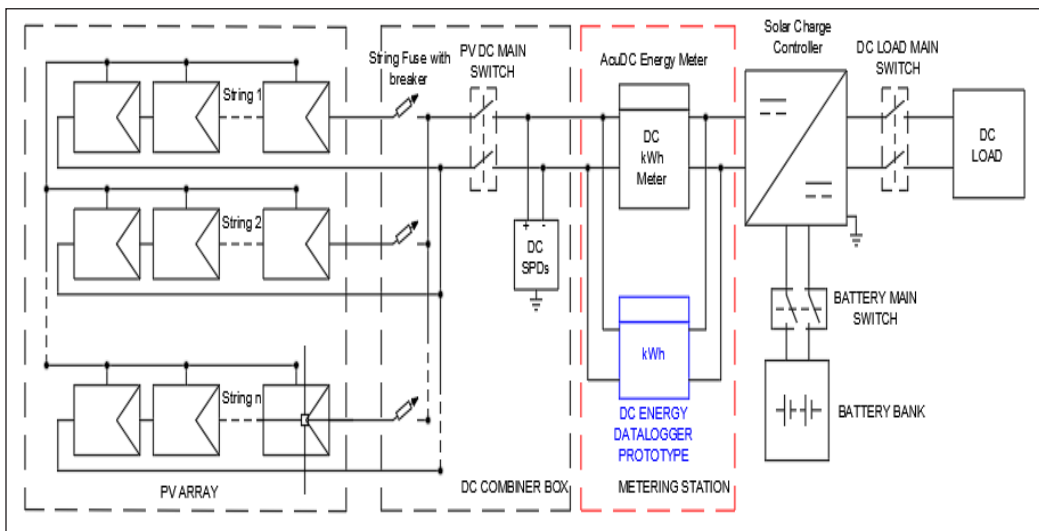 Solar Charge
Controller
String Fuse with
breaker
PV DC MAIN
SWITCH
AcuDC Energy Meter
DC LOAD MAIN
SWITCH
String 1
DC
kWh
Meter
DC
LOAD
String 2
+ -
DC
SPDs
BATTERY MAIN
SWITCH
kWh
String n
DC ENERGY
DATALOGGER
PROTOTYPE
BATTERY BANK
PV ARRAY
DC COMBINER BOX
METERING STATION